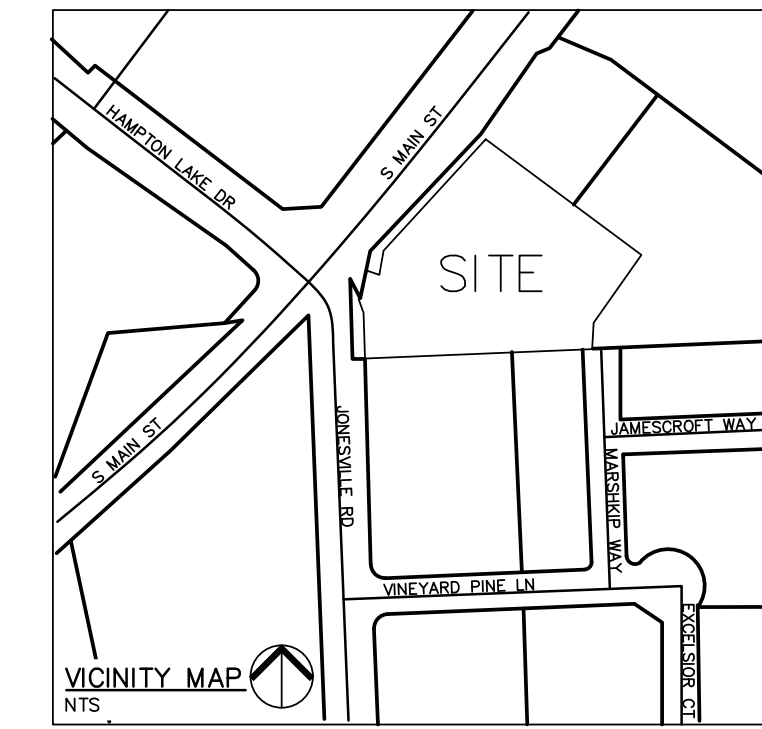 HAMPTON LAKE DR
S MAIN ST
SITE
S MAIN ST
JONESVILLE RD
JAMESCROFT WAY
MARSHKIP WAY
VINEYARD PINE LN
EXCELSIOR CT
VICINITY MAP
NTS